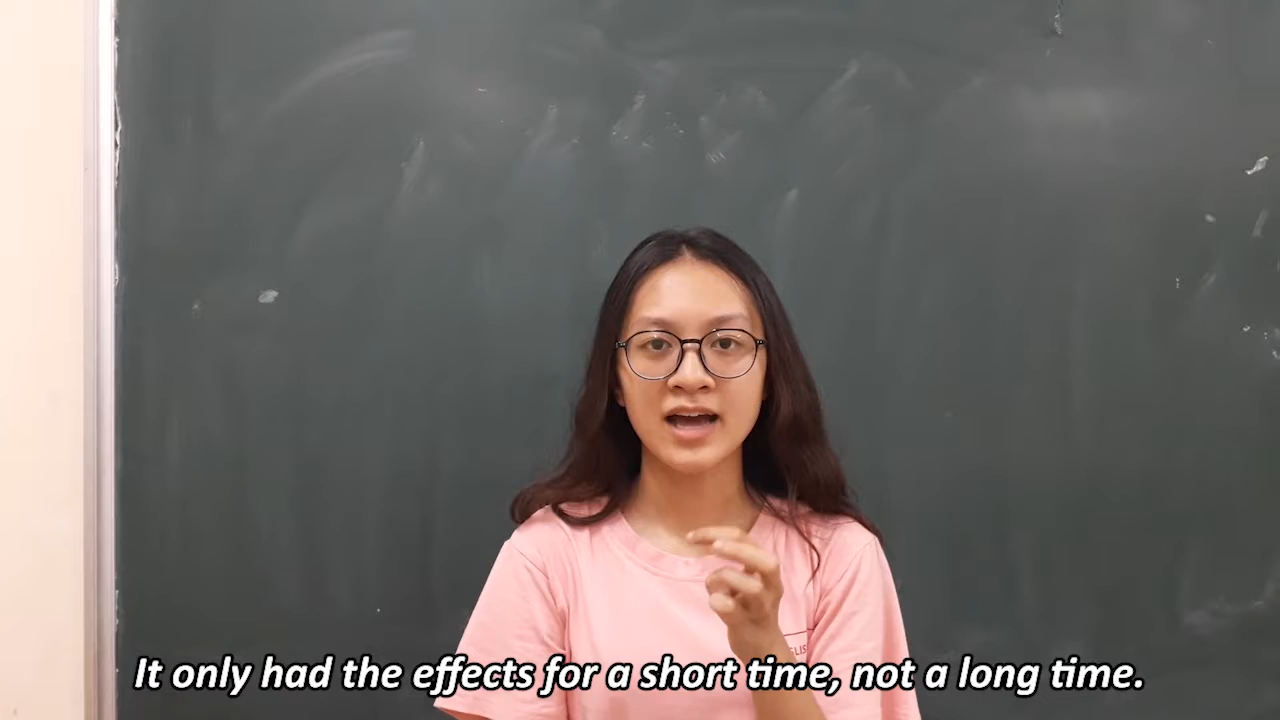 It only had the effects for a short time, not a long time.